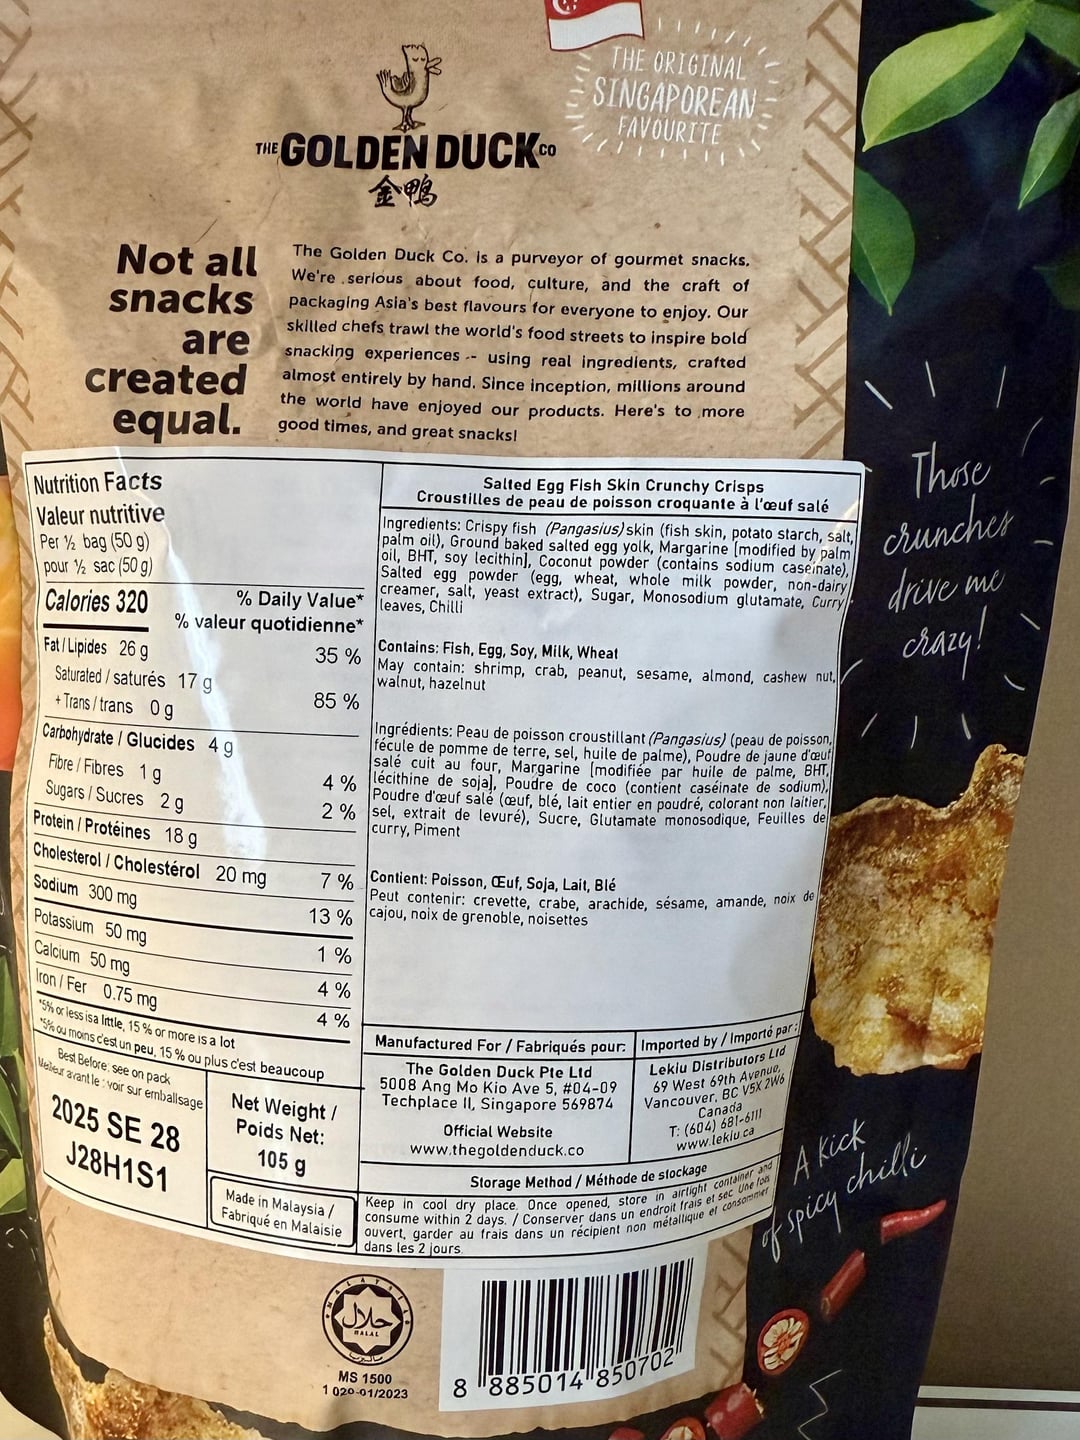 THE ORIGINAL
SINGAPOREAN
FAVOURITE
THE GOLDEN DUCK CO
金鴨
Not all
snacks
are
created
equal.
The Golden Duck Co. is a purveyor of gourmet snacks.
We're serious about food, culture, and the craft of
packaging Asia's best flavours for everyone to enjoy. Our
skilled chefs trawl the world's food streets to inspire bold
snacking experiences -- using real ingredients, crafted
almost entirely by hand. Since inception, millions around
the world have enjoyed our products. Here's to more
good times, and great snacks!
Those
crunches
drive me
crazy!
Nutrition Facts
Valeur nutritive
Per ½ bag (50 g)
pour ½ sac (50 g)
Calories 320
% Daily Value*
% valeur quotidienne*
Fat / Lipides 26 g 35 %
Saturated / saturés 17 g
+ Trans / trans 0 g 85 %
Carbohydrate / Glucides 4 g
Fibre / Fibres 1 g 4 %
Sugars / Sucres 2 g 2 %
Protein / Protéines 18 g
Cholesterol / Cholestérol 20 mg 7 %
Sodium 300 mg 13 %
Potassium 50 mg 1 %
Calcium 50 mg 4 %
Iron / Fer 0.75 mg 4 %
*5% or less is a little, 15 % or more is a lot
*5% ou moins c'est un peu, 15 % ou plus c'est beaucoup
Salted Egg Fish Skin Crunchy Crisps
Croustilles de peau de poisson croquante à l'œuf salé
Ingredients: Crispy fish (Pangasius) skin (fish skin, potato starch, salt,
palm oil), Ground baked salted egg yolk, Margarine [modified by palm
oil, BHT, soy lecithin], Coconut powder (contains sodium caseinate),
Salted egg powder (egg, wheat, whole milk powder, non-dairy
creamer, salt, yeast extract), Sugar, Monosodium glutamate, Curry
leaves, Chilli
Contains: Fish, Egg, Soy, Milk, Wheat
May contain: shrimp, crab, peanut, sesame, almond, cashew nut,
walnut, hazelnut
Ingrédients: Peau de poisson croustillant (Pangasius) (peau de poisson,
fécule de pomme de terre, sel, huile de palme), Poudre de jaune d'œuf
salé cuit au four, Margarine [modifiée par huile de palme, BHT,
lécithine de soja], Poudre de coco (contient caséinate de sodium),
Poudre d'œuf salé (œuf, blé, lait entier en poudré, colorant non laitier,
sel, extrait de levuré), Sucre, Glutamate monosodique, Feuilles de
curry, Piment
Contient: Poisson, Œuf, Soja, Lait, Blé
Peut contenir: crevette, crabe, arachide, sésame, amande, noix de
cajou, noix de grenoble, noisettes
Best Before: see on pack
Meilleur avant le : voir sur emballsage
2025 SE 28
J28H1S1
Net Weight /
Poids Net:
105 g
Made in Malaysia /
Fabriqué en Malaisie
Manufactured For / Fabriqués pour:
The Golden Duck Pte Ltd
5008 Ang Mo Kio Ave 5, #04-09
Techplace II, Singapore 569874
Official Website
www.thegoldenduck.co
Imported by / Importé par :
Lekiu Distributors Ltd
69 West 69th Avenue,
Vancouver, BC V5X 2W6
Canada
T: (604) 681-6111
www.lekiu.ca
Storage Method / Méthode de stockage
Keep in cool dry place. Once opened, store in airtight container and
consume within 2 days. / Conserver dans un endroit frais et sec Une fois
ouvert, garder au frais dans un récipient non métallique et consommer
dans les 2 jours.
A kick
of spicy chilli
MALAYSIA
حلال
HALAL
MS 1500
1 020-01/2023
8 885014 850702